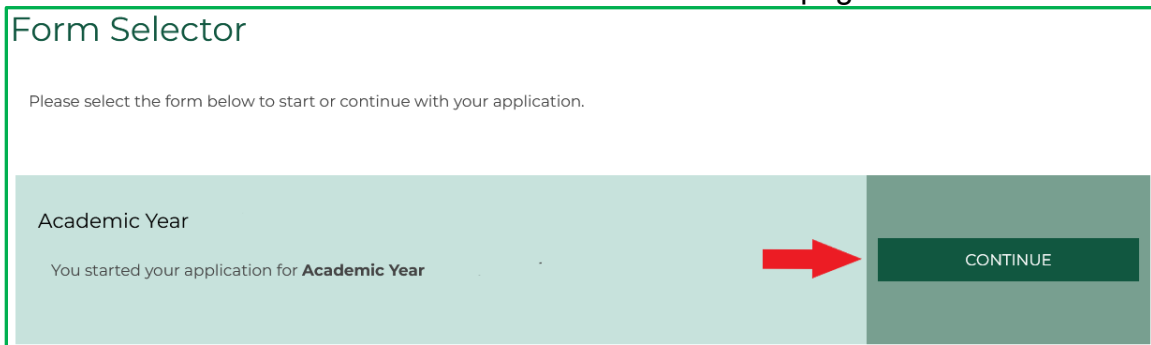 Form Selector
Please select the form below to start or continue with your application.
Academic Year
You started your application for Academic Year
CONTINUE